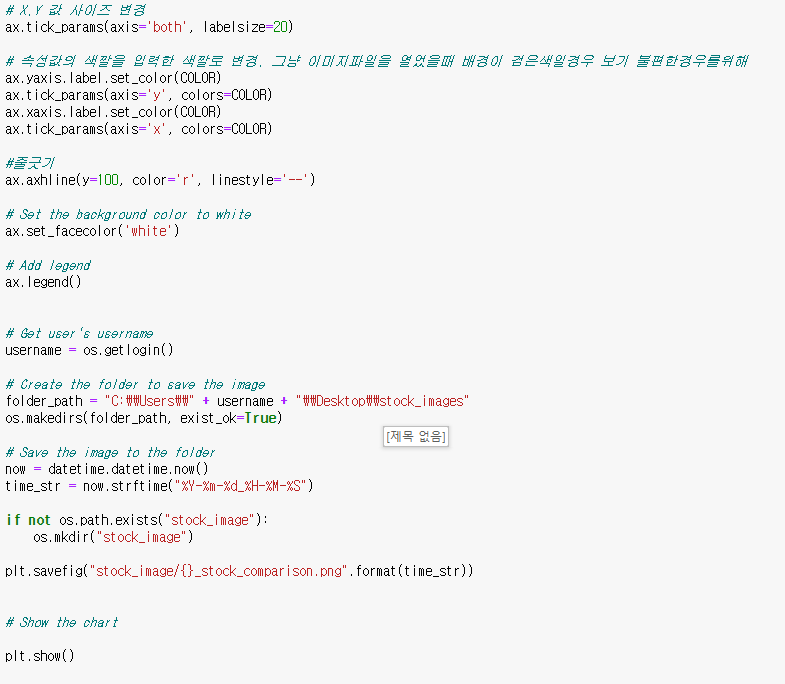 # X,Y 값 사이즈 변경
ax.tick_params(axis='both', labelsize=20)
# 속성값의 색깔을 입력한 색깔로 변경. 그냥 이미지파일을 열었을때 배경이 검은색일경우 보기 불편한경우를위해
ax.yaxis.label.set_color(COLOR)
ax.tick_params(axis='y', colors=COLOR)
ax.xaxis.label.set_color(COLOR)
ax.tick_params(axis='x', colors=COLOR)
#줄긋기
ax.axhline(y=100, color='r', linestyle='--')
# Set the background color to white
ax.set_facecolor('white')
# Add legend
ax.legend()
# Get user's username
username = os.getlogin()
# Create the folder to save the image
folder_path = "C:₩₩Users₩₩" + username + "₩₩Desktop₩₩stock_images"
os.makedirs(folder_path, exist_ok=True)
[제목 없음]
# Save the image to the folder
now = datetime.datetime.now()
time_str = now.strftime("%Y-%m-%d_%H-%M-%S")
if not os.path.exists("stock_image"):
    os.mkdir("stock_image")
plt.savefig("stock_image/{}_stock_comparison.png".format(time_str))
# Show the chart
plt.show()